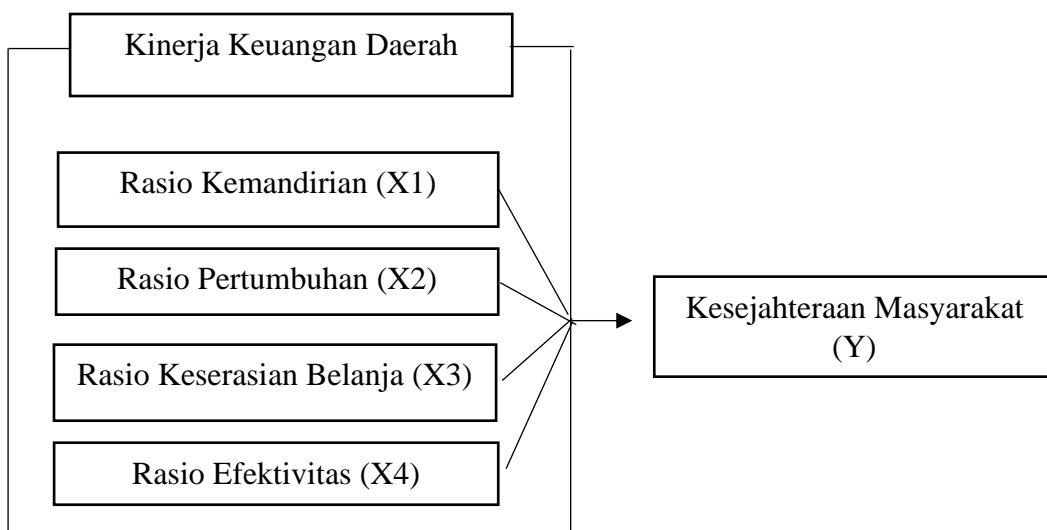 Kinerja Keuangan Daerah
Rasio Kemandirian (X1)
Rasio Pertumbuhan (X2)
Rasio Keserasian Belanja (X3)
Rasio Efektivitas (X4)
Kesejahteraan Masyarakat
(Y)